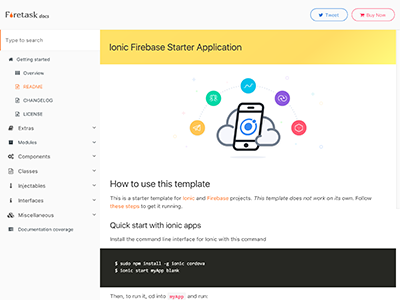 Firetask docs
Tweet
Buy Now
Type to search
Ionic Firebase Starter Application
Getting started
Overview
README
CHANGELOG
LICENSE
Extras
Modules
Components
Classes
Injectables
Interfaces
Miscellaneous
Documentation coverage
How to use this template
This is a starter template for Ionic and Firebase projects. This template does not work on its own. Follow
these steps to get it running.
Quick start with ionic apps
Install the command line interface for Ionic with this command
$ sudo npm install -g ionic cordova
$ ionic start myApp blank
Then, to run it, cd into myApp and run: